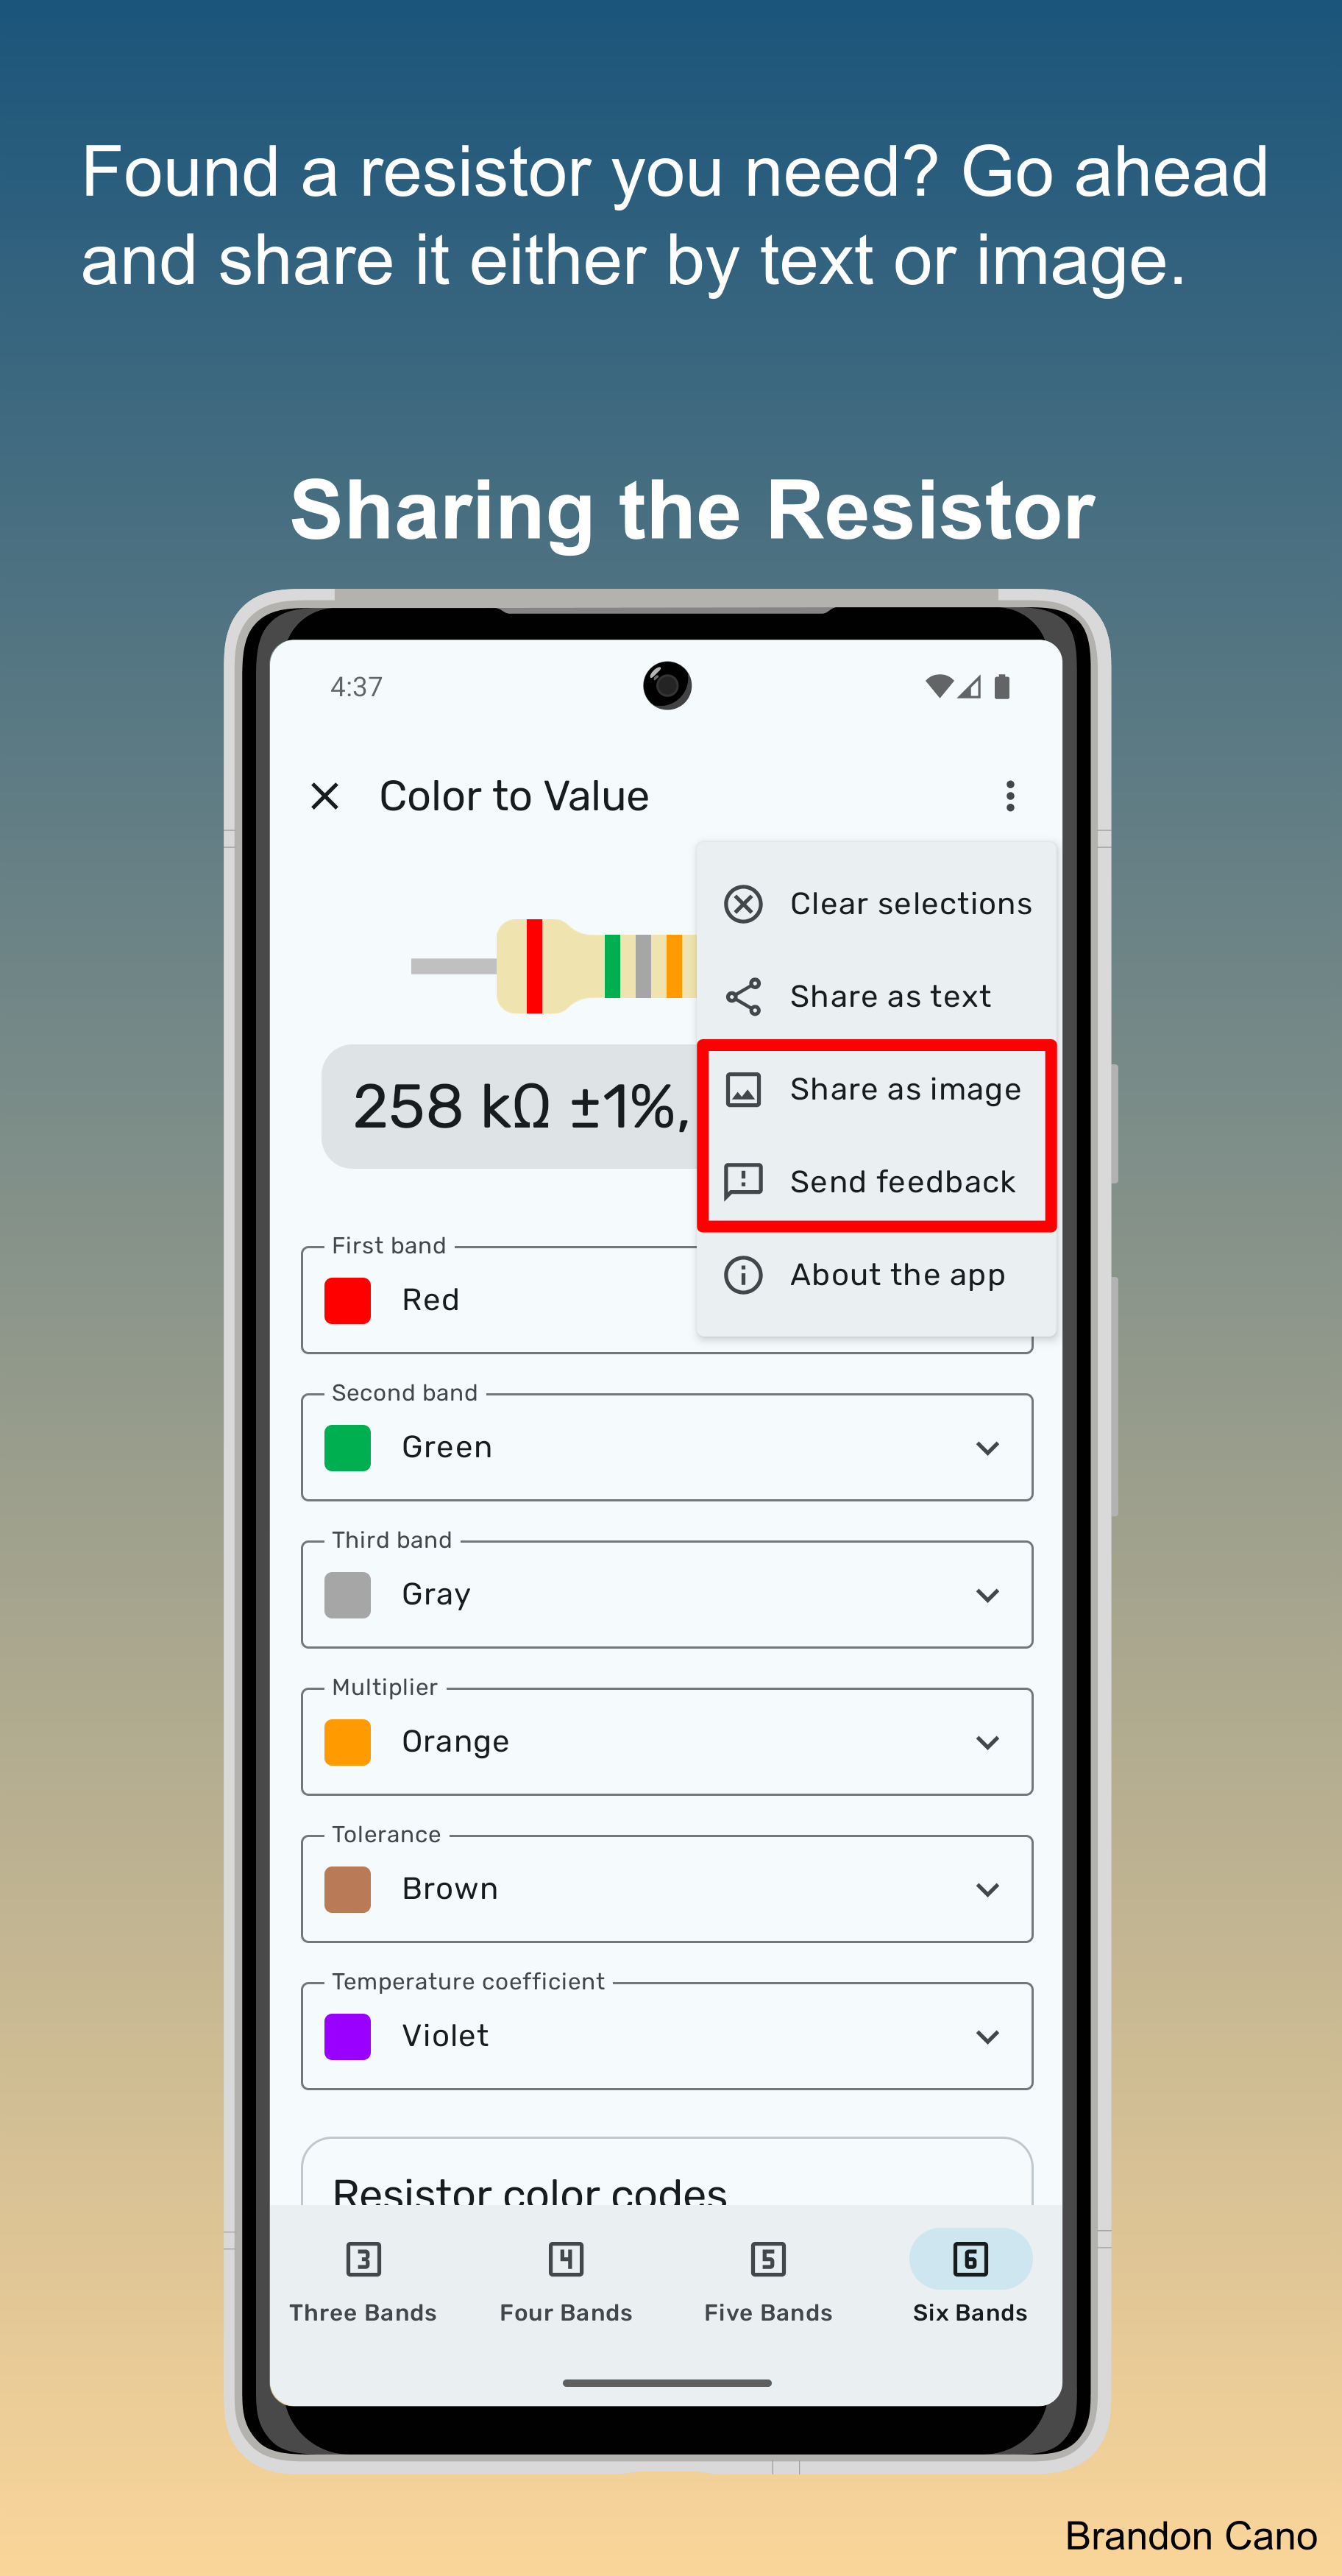 Found a resistor you need? Go ahead
and share it either by text or image.
Sharing the Resistor
4:37
Color to Value
Clear selections
Share as text
Share as image
Send feedback
About the app
258 kΩ ±1%,
First band
Red
Second band
Green
Third band
Gray
Multiplier
Orange
Tolerance
Brown
Temperature coefficient
Violet
Resistor color codes
3 4 5 6
Three Bands Four Bands Five Bands Six Bands
Brandon Cano